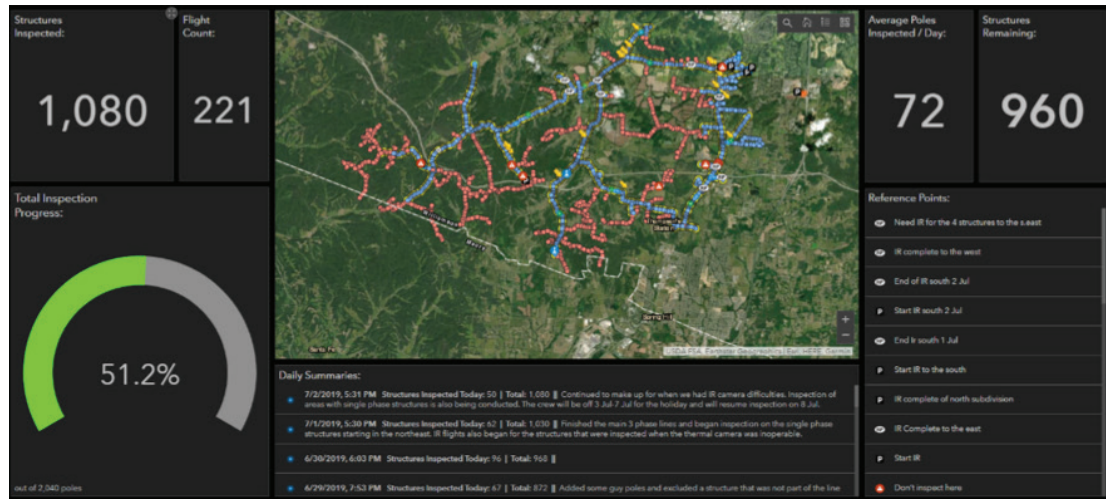 Structures
Inspected:
1,080
Flight
Count:
221
Average Poles
Inspected / Day:
72
Structures
Remaining:
960
Total Inspection
Progress:
51.2%
out of 2,040 poles
Daily Summaries:
7/2/2019, 5:31 PM Structures Inspected Today: 50 | Total: 1,080 || Continued to make up for when we had IR camera difficulties. Inspection of
areas with single phase structures is also being conducted. The crew will be off 3 Jul-7 Jul for the holiday and will resume inspection on 8 Jul.
7/1/2019, 5:30 PM Structures Inspected Today: 62 | Total: 1,030 || Finished the main 3 phase lines and began inspection on the single phase
structures starting in the northeast. IR flights also began for the structures that were inspected when the thermal camera was inoperable.
6/30/2019, 6:03 PM Structures Inspected Today: 96 | Total: 968 ||
6/29/2019, 7:53 PM Structures Inspected Today: 67 | Total: 872 || Added some guy poles and excluded a structure that was not part of the line
Reference Points:
Need IR for the 4 structures to the s.east
IR complete to the west
End of IR south 2 Jul
P Start IR south 2 Jul
End Ir south 1 Jul
P Start IR to the south
P IR complete of north subdivision
IR Complete to the east
P Start IR
Don't inspect here
Williamson
Maury
Spring Hill
USDA FSA, Earthstar Geographics | Esri, HERE, Garmin
+
−